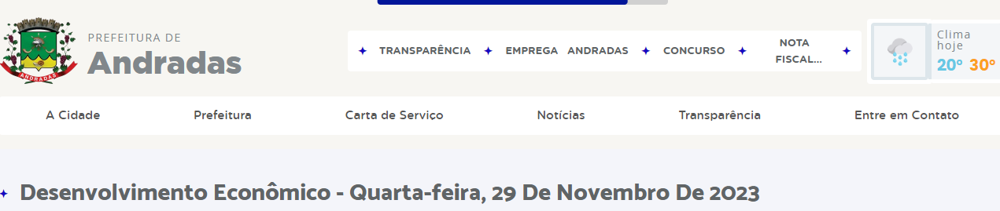 PREFEITURA DE
Andradas
ANDRADAS
TRANSPARÊNCIA EMPREGA ANDRADAS CONCURSO NOTA FISCAL...
Clima hoje
20° 30°
A Cidade Prefeitura Carta de Serviço Notícias Transparência Entre em Contato
Desenvolvimento Econômico - Quarta-feira, 29 De Novembro De 2023